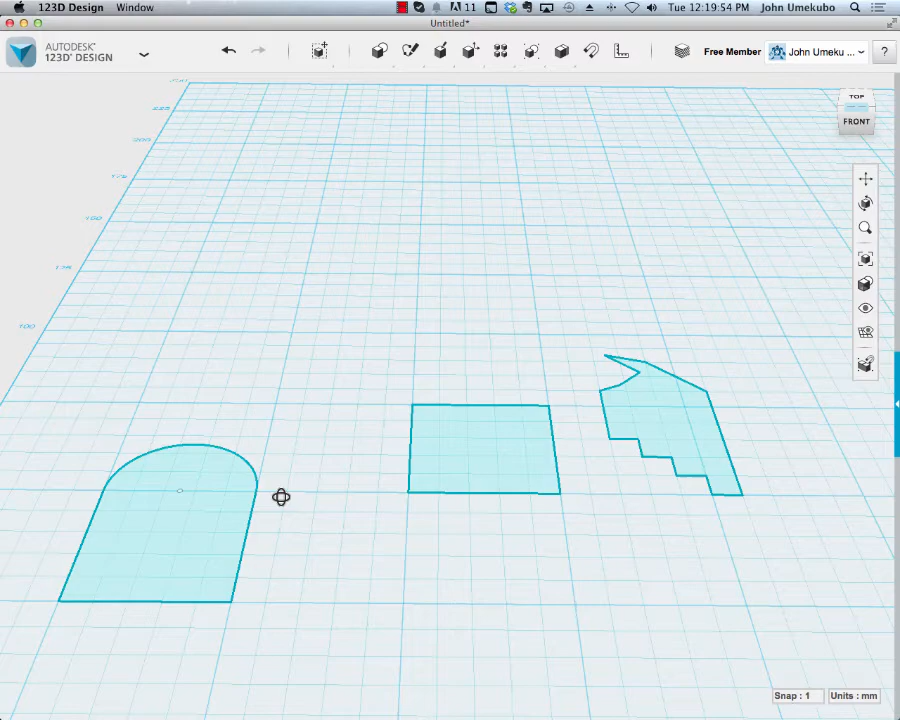 123D Design Window 11 Tue 12:19:54 PM John Umekubo
Untitled*
AUTODESK®
123D® DESIGN
Free Member John Umeku ... ?
TOP
FRONT
225
200
175
150
125
100
Snap : 1 Units : mm